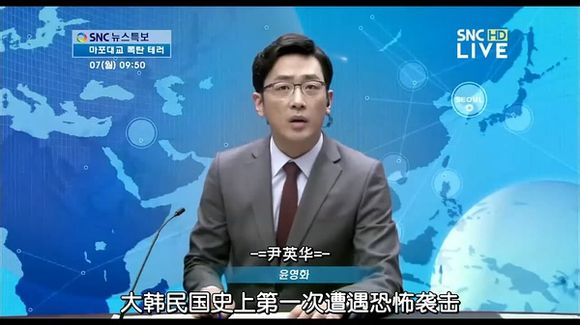 SNC 뉴스특보
마포대교 폭탄 테러
07(월) 09:50
SNC HD
LIVE
SEOUL
-=尹英华=-
윤영화
大韩民国史上第一次遭遇恐怖袭击